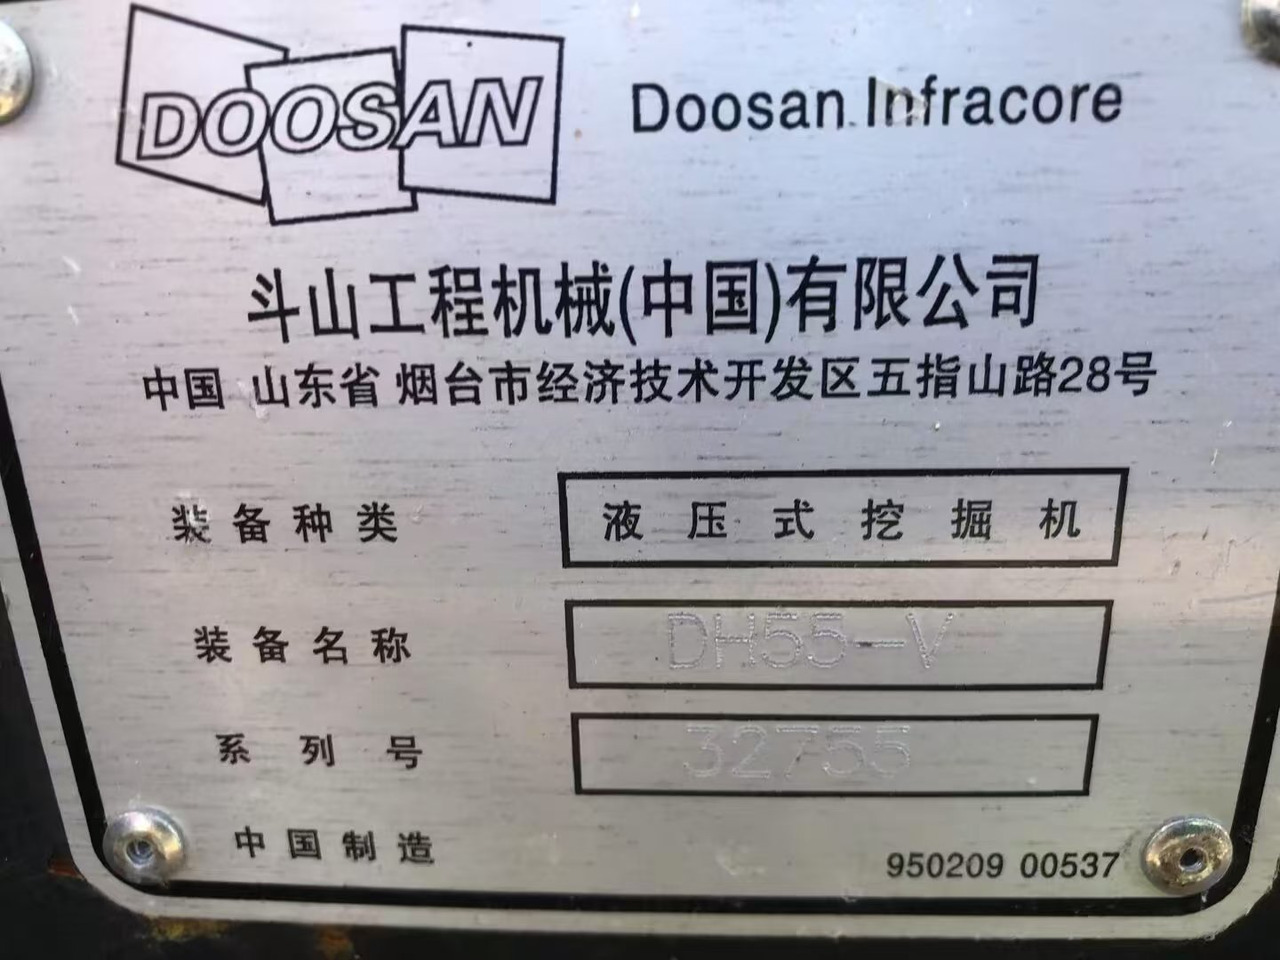 DOOSAN
Doosan Infracore
斗山工程机械(中国)有限公司
中国 山东省 烟台市经济技术开发区五指山路28号
装备种类 液压式挖掘机
装备名称 DH55-V
系列号 32755
中国制造 950209 00537